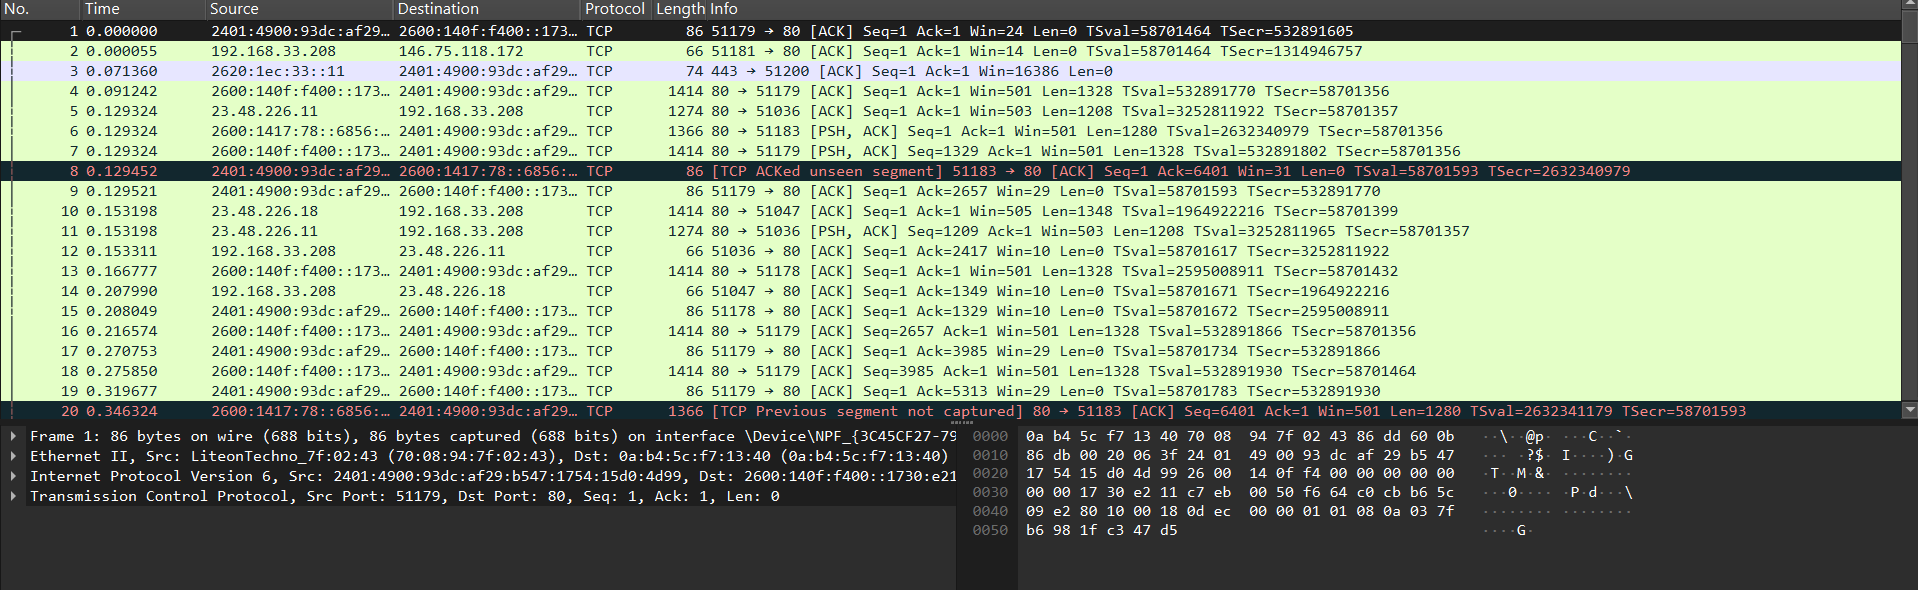 No. Time Source Destination Protocol Length Info
1 0.000000 2401:4900:93dc:af29… 2600:140f:f400::173… TCP 86 51179 → 80 [ACK] Seq=1 Ack=1 Win=24 Len=0 TSval=58701464 TSecr=532891605
2 0.000055 192.168.33.208 146.75.118.172 TCP 66 51181 → 80 [ACK] Seq=1 Ack=1 Win=14 Len=0 TSval=58701464 TSecr=1314946757
3 0.071360 2620:1ec:33::11 2401:4900:93dc:af29… TCP 74 443 → 51200 [ACK] Seq=1 Ack=1 Win=16386 Len=0
4 0.091242 2600:140f:f400::173… 2401:4900:93dc:af29… TCP 1414 80 → 51179 [ACK] Seq=1 Ack=1 Win=501 Len=1328 TSval=532891770 TSecr=58701356
5 0.129324 23.48.226.11 192.168.33.208 TCP 1274 80 → 51036 [ACK] Seq=1 Ack=1 Win=503 Len=1208 TSval=3252811922 TSecr=58701357
6 0.129324 2600:1417:78::6856:… 2401:4900:93dc:af29… TCP 1366 80 → 51183 [PSH, ACK] Seq=1 Ack=1 Win=501 Len=1280 TSval=2632340979 TSecr=58701356
7 0.129324 2600:140f:f400::173… 2401:4900:93dc:af29… TCP 1414 80 → 51179 [PSH, ACK] Seq=1329 Ack=1 Win=501 Len=1328 TSval=532891802 TSecr=58701356
8 0.129452 2401:4900:93dc:af29… 2600:1417:78::6856:… TCP 86 [TCP ACKed unseen segment] 51183 → 80 [ACK] Seq=1 Ack=6401 Win=31 Len=0 TSval=58701593 TSecr=2632340979
9 0.129521 2401:4900:93dc:af29… 2600:140f:f400::173… TCP 86 51179 → 80 [ACK] Seq=1 Ack=2657 Win=29 Len=0 TSval=58701593 TSecr=532891770
10 0.153198 23.48.226.18 192.168.33.208 TCP 1414 80 → 51047 [ACK] Seq=1 Ack=1 Win=505 Len=1348 TSval=1964922216 TSecr=58701399
11 0.153198 23.48.226.11 192.168.33.208 TCP 1274 80 → 51036 [PSH, ACK] Seq=1209 Ack=1 Win=503 Len=1208 TSval=3252811965 TSecr=58701357
12 0.153311 192.168.33.208 23.48.226.11 TCP 66 51036 → 80 [ACK] Seq=1 Ack=2417 Win=10 Len=0 TSval=58701617 TSecr=3252811922
13 0.166777 2600:140f:f400::173… 2401:4900:93dc:af29… TCP 1414 80 → 51178 [ACK] Seq=1 Ack=1 Win=501 Len=1328 TSval=2595008911 TSecr=58701432
14 0.207990 192.168.33.208 23.48.226.18 TCP 66 51047 → 80 [ACK] Seq=1 Ack=1349 Win=10 Len=0 TSval=58701671 TSecr=1964922216
15 0.208049 2401:4900:93dc:af29… 2600:140f:f400::173… TCP 86 51178 → 80 [ACK] Seq=1 Ack=1329 Win=10 Len=0 TSval=58701672 TSecr=2595008911
16 0.216574 2600:140f:f400::173… 2401:4900:93dc:af29… TCP 1414 80 → 51179 [ACK] Seq=2657 Ack=1 Win=501 Len=1328 TSval=532891866 TSecr=58701356
17 0.270753 2401:4900:93dc:af29… 2600:140f:f400::173… TCP 86 51179 → 80 [ACK] Seq=1 Ack=3985 Win=29 Len=0 TSval=58701734 TSecr=532891866
18 0.275850 2600:140f:f400::173… 2401:4900:93dc:af29… TCP 1414 80 → 51179 [ACK] Seq=3985 Ack=1 Win=501 Len=1328 TSval=532891930 TSecr=58701464
19 0.319677 2401:4900:93dc:af29… 2600:140f:f400::173… TCP 86 51179 → 80 [ACK] Seq=1 Ack=5313 Win=29 Len=0 TSval=58701783 TSecr=532891930
20 0.346324 2600:1417:78::6856:… 2401:4900:93dc:af29… TCP 1366 [TCP Previous segment not captured] 80 → 51183 [ACK] Seq=6401 Ack=1 Win=501 Len=1280 TSval=2632341179 TSecr=58701593
Frame 1: 86 bytes on wire (688 bits), 86 bytes captured (688 bits) on interface \Device\NPF_{3C45CF27-79
Ethernet II, Src: LiteonTechno_7f:02:43 (70:08:94:7f:02:43), Dst: 0a:b4:5c:f7:13:40 (0a:b4:5c:f7:13:40)
Internet Protocol Version 6, Src: 2401:4900:93dc:af29:b547:1754:15d0:4d99, Dst: 2600:140f:f400::1730:e21
Transmission Control Protocol, Src Port: 51179, Dst Port: 80, Seq: 1, Ack: 1, Len: 0
0000 0a b4 5c f7 13 40 70 08 94 7f 02 43 86 dd 60 0b ··\··@p· ···C··`·
0010 86 db 00 20 06 3f 24 01 49 00 93 dc af 29 b5 47 ··· ·?$· I····)·G
0020 17 54 15 d0 4d 99 26 00 14 0f f4 00 00 00 00 00 ·T··M·&· ········
0030 00 00 17 30 e2 11 c7 eb 00 50 f6 64 c0 cb b6 5c ···0···· ·P·d···\
0040 09 e2 80 10 00 18 0d ec 00 00 01 01 08 0a 03 7f ········ ········
0050 b6 98 1f c3 47 d5 ····G·